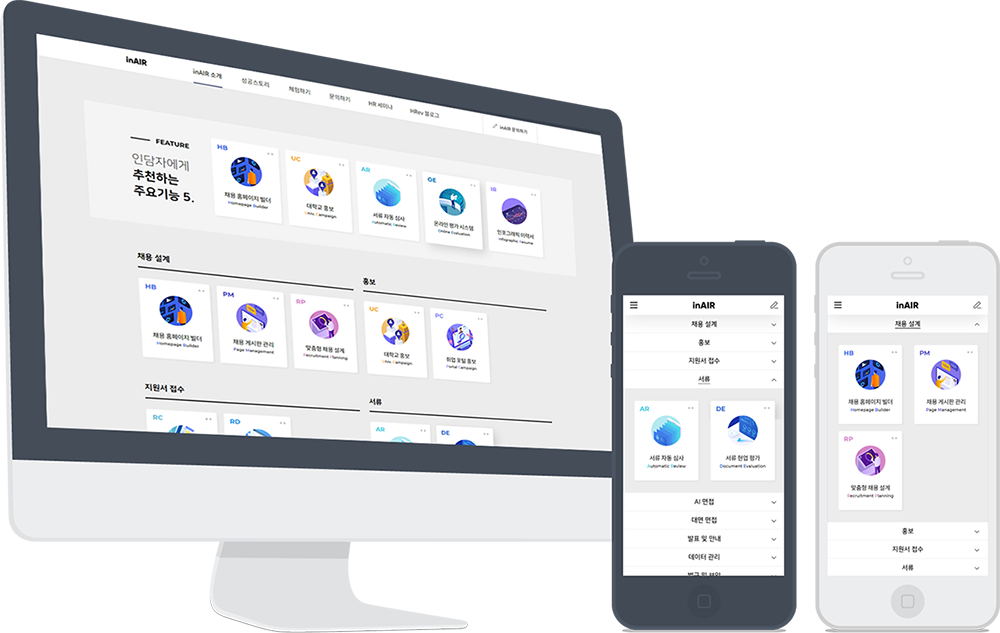 inAIR
inAIR 소개
성공스토리
체험하기
문의하기
HR 세미나
HRev 블로그
inAIR 문의하기
FEATURE
인담자에게
추천하는
주요기능 5.
HB
채용 홈페이지 빌더
Homepage Builder
UC
대학교 홍보
Univ. Campaign
AR
서류 자동 심사
Automatic Review
OE
온라인 평가 시스템
Online Evaluation
IR
인포그래픽 이력서
Infographic Resume
채용 설계
HB
채용 홈페이지 빌더
Homepage Builder
PM
채용 게시판 관리
Page Management
RP
맞춤형 채용 설계
Recruitment Planning
홍보
UC
대학교 홍보
Univ. Campaign
PC
취업 포털 홍보
Portal Campaign
지원서 접수
RC
RD
서류
AR
DE
inAIR
채용 설계
홍보
지원서 접수
서류
AR
서류 자동 심사
Automatic Review
DE
서류 현업 평가
Document Evaluation
AI 면접
대면 면접
발표 및 안내
데이터 관리
inAIR
채용 설계
HB
채용 홈페이지 빌더
Homepage Builder
PM
채용 게시판 관리
Page Management
RP
맞춤형 채용 설계
Recruitment Planning
홍보
지원서 접수
서류